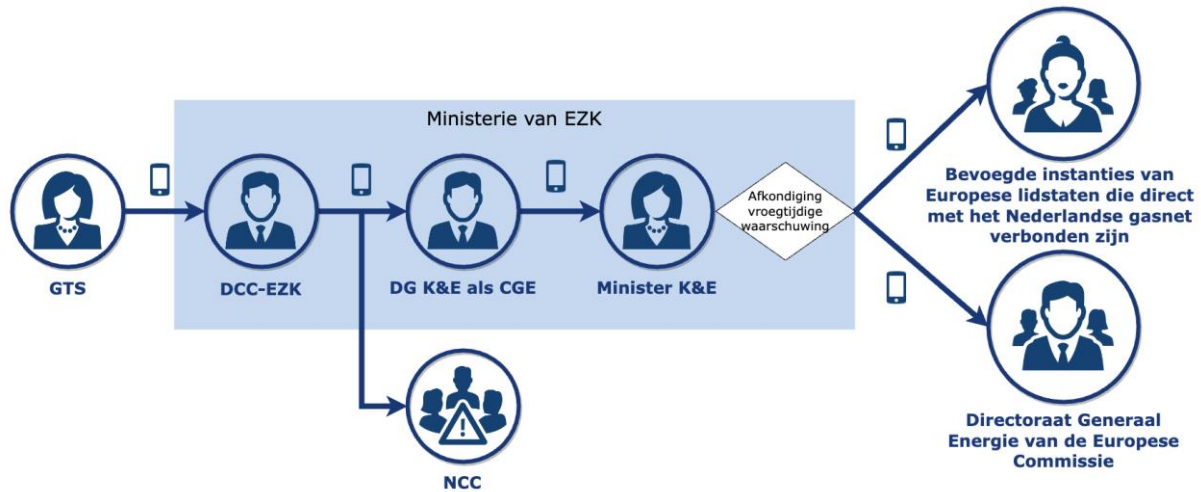 Ministerie van EZK
GTS
DCC-EZK
DG K&E als CGE
Minister K&E
Afkondiging
vroegtijdige
waarschuwing
Bevoegde instanties van
Europese lidstaten die direct
met het Nederlandse gasnet
verbonden zijn
Directoraat Generaal
Energie van de Europese
Commissie
NCC